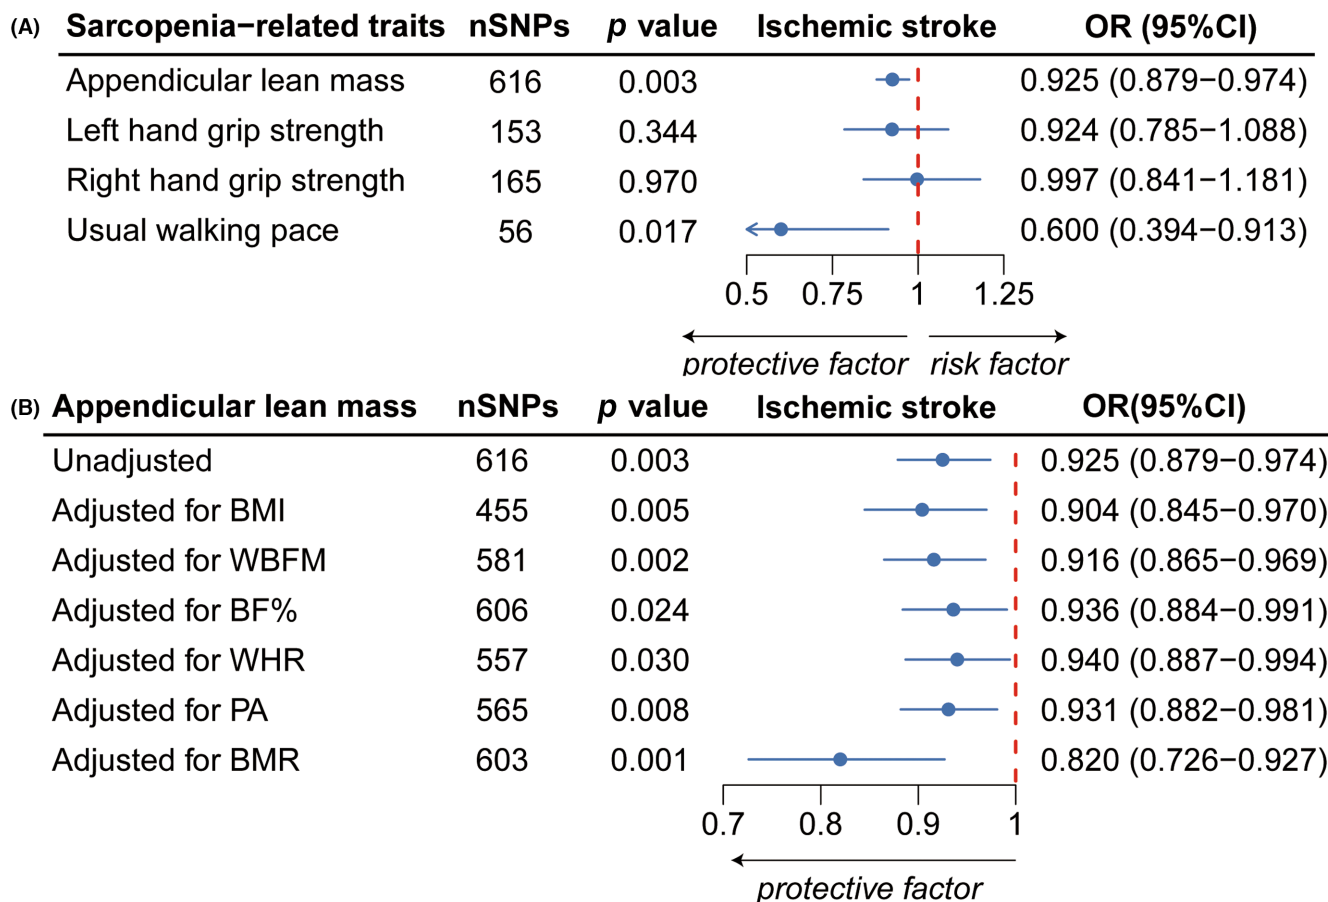 (A) Sarcopenia−related traits nSNPs p value Ischemic stroke OR (95%CI)
Appendicular lean mass 616 0.003 0.925 (0.879−0.974)
Left hand grip strength 153 0.344 0.924 (0.785−1.088)
Right hand grip strength 165 0.970 0.997 (0.841−1.181)
Usual walking pace 56 0.017 0.600 (0.394−0.913)
0.5 0.75 1 1.25
protective factor risk factor
(B) Appendicular lean mass nSNPs p value Ischemic stroke OR(95%CI)
Unadjusted 616 0.003 0.925 (0.879−0.974)
Adjusted for BMI 455 0.005 0.904 (0.845−0.970)
Adjusted for WBFM 581 0.002 0.916 (0.865−0.969)
Adjusted for BF% 606 0.024 0.936 (0.884−0.991)
Adjusted for WHR 557 0.030 0.940 (0.887−0.994)
Adjusted for PA 565 0.008 0.931 (0.882−0.981)
Adjusted for BMR 603 0.001 0.820 (0.726−0.927)
0.7 0.8 0.9 1
protective factor